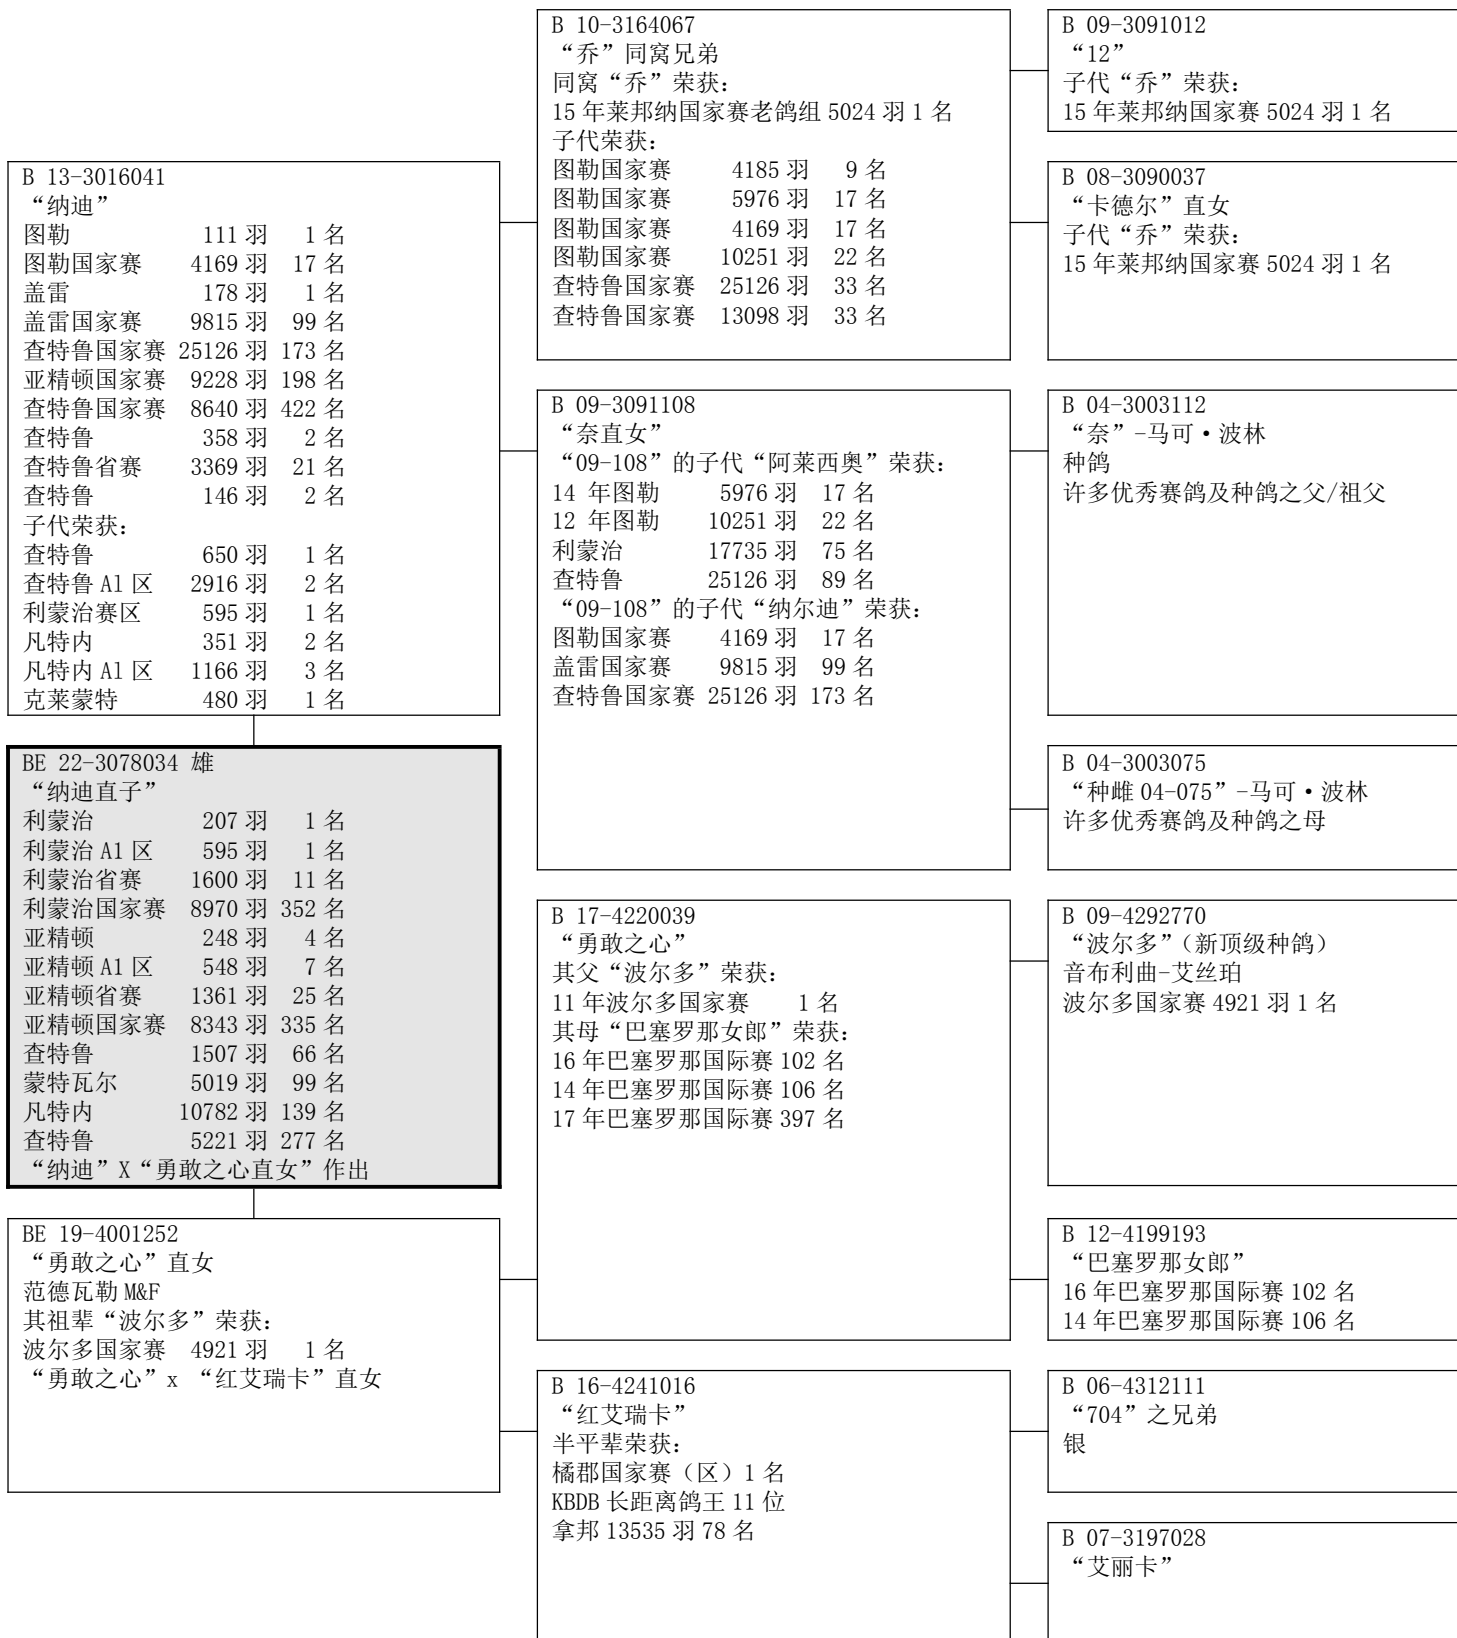 B 13-3016041
“纳迪”
图勒 111 羽 1 名
图勒国家赛 4169 羽 17 名
盖雷 178 羽 1 名
盖雷国家赛 9815 羽 99 名
查特鲁国家赛 25126 羽 173 名
亚精顿国家赛 9228 羽 198 名
查特鲁国家赛 8640 羽 422 名
查特鲁 358 羽 2 名
查特鲁省赛 3369 羽 21 名
查特鲁 146 羽 2 名
子代荣获：
查特鲁 650 羽 1 名
查特鲁 A1 区 2916 羽 2 名
利蒙治赛区 595 羽 1 名
凡特内 351 羽 2 名
凡特内 A1 区 1166 羽 3 名
克莱蒙特 480 羽 1 名
BE 22-3078034 雄
“纳迪直子”
利蒙治 207 羽 1 名
利蒙治 A1 区 595 羽 1 名
利蒙治省赛 1600 羽 11 名
利蒙治国家赛 8970 羽 352 名
亚精顿 248 羽 4 名
亚精顿 A1 区 548 羽 7 名
亚精顿省赛 1361 羽 25 名
亚精顿国家赛 8343 羽 335 名
查特鲁 1507 羽 66 名
蒙特瓦尔 5019 羽 99 名
凡特内 10782 羽 139 名
查特鲁 5221 羽 277 名
“纳迪”X“勇敢之心直女”作出
BE 19-4001252
“勇敢之心”直女
范德瓦勒 M&F
其祖辈“波尔多”荣获：
波尔多国家赛 4921 羽 1 名
“勇敢之心”x “红艾瑞卡”直女
B 10-3164067
“乔”同窝兄弟
同窝“乔”荣获：
15 年莱邦纳国家赛老鸽组 5024 羽 1 名
子代荣获：
图勒国家赛 4185 羽 9 名
图勒国家赛 5976 羽 17 名
图勒国家赛 4169 羽 17 名
图勒国家赛 10251 羽 22 名
查特鲁国家赛 25126 羽 33 名
查特鲁国家赛 13098 羽 33 名
B 09-3091108
“奈直女”
“09-108”的子代“阿莱西奥”荣获：
14 年图勒 5976 羽 17 名
12 年图勒 10251 羽 22 名
利蒙治 17735 羽 75 名
查特鲁 25126 羽 89 名
“09-108”的子代“纳尔迪”荣获：
图勒国家赛 4169 羽 17 名
盖雷国家赛 9815 羽 99 名
查特鲁国家赛 25126 羽 173 名
B 17-4220039
“勇敢之心”
其父“波尔多”荣获：
11 年波尔多国家赛 1 名
其母“巴塞罗那女郎”荣获：
16 年巴塞罗那国际赛 102 名
14 年巴塞罗那国际赛 106 名
17 年巴塞罗那国际赛 397 名
B 16-4241016
“红艾瑞卡”
半平辈荣获：
橘郡国家赛（区）1 名
KBDB 长距离鸽王 11 位
拿邦 13535 羽 78 名
B 09-3091012
“12”
子代“乔”荣获：
15 年莱邦纳国家赛 5024 羽 1 名
B 08-3090037
“卡德尔”直女
子代“乔”荣获：
15 年莱邦纳国家赛 5024 羽 1 名
B 04-3003112
“奈”-马可·波林
种鸽
许多优秀赛鸽及种鸽之父/祖父
B 04-3003075
“种雌 04-075”-马可·波林
许多优秀赛鸽及种鸽之母
B 09-4292770
“波尔多”（新顶级种鸽）
音布利曲-艾丝珀
波尔多国家赛 4921 羽 1 名
B 12-4199193
“巴塞罗那女郎”
16 年巴塞罗那国际赛 102 名
14 年巴塞罗那国际赛 106 名
B 06-4312111
“704”之兄弟
银
B 07-3197028
“艾丽卡”